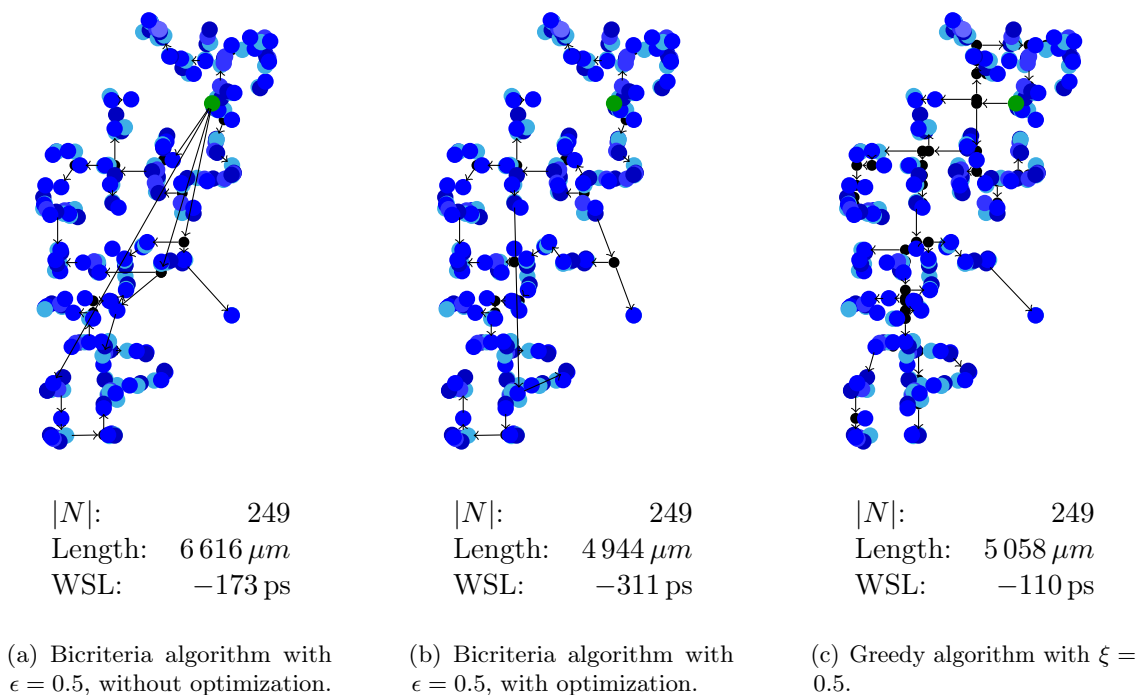 |N|: 249
Length: 6 616 μm
WSL: −173 ps
(a) Bicriteria algorithm with
ϵ = 0.5, without optimization.
|N|: 249
Length: 4 944 μm
WSL: −311 ps
(b) Bicriteria algorithm with
ϵ = 0.5, with optimization.
|N|: 249
Length: 5 058 μm
WSL: −110 ps
(c) Greedy algorithm with ξ =
0.5.